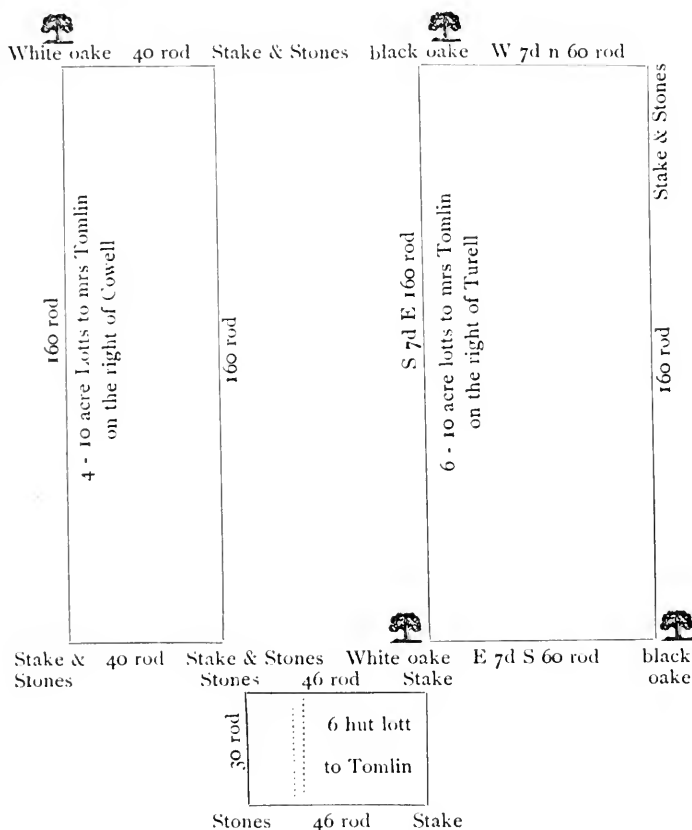 White oake 40 rod Stake & Stones black oake W 7d n 60 rod
Stake & Stones
160 rod
4 - 10 acre Lotts to mrs Tomlin
on the right of Cowell
160 rod
S 7d E 160 rod
6 - 10 acre lotts to mrs Tomlin
on the right of Turell
160 rod
Stake & 40 rod Stake & Stones White oake E 7d S 60 rod black
Stones Stones 46 rod Stake oake
30 rod
6 hut lott
to Tomlin
Stones 46 rod Stake